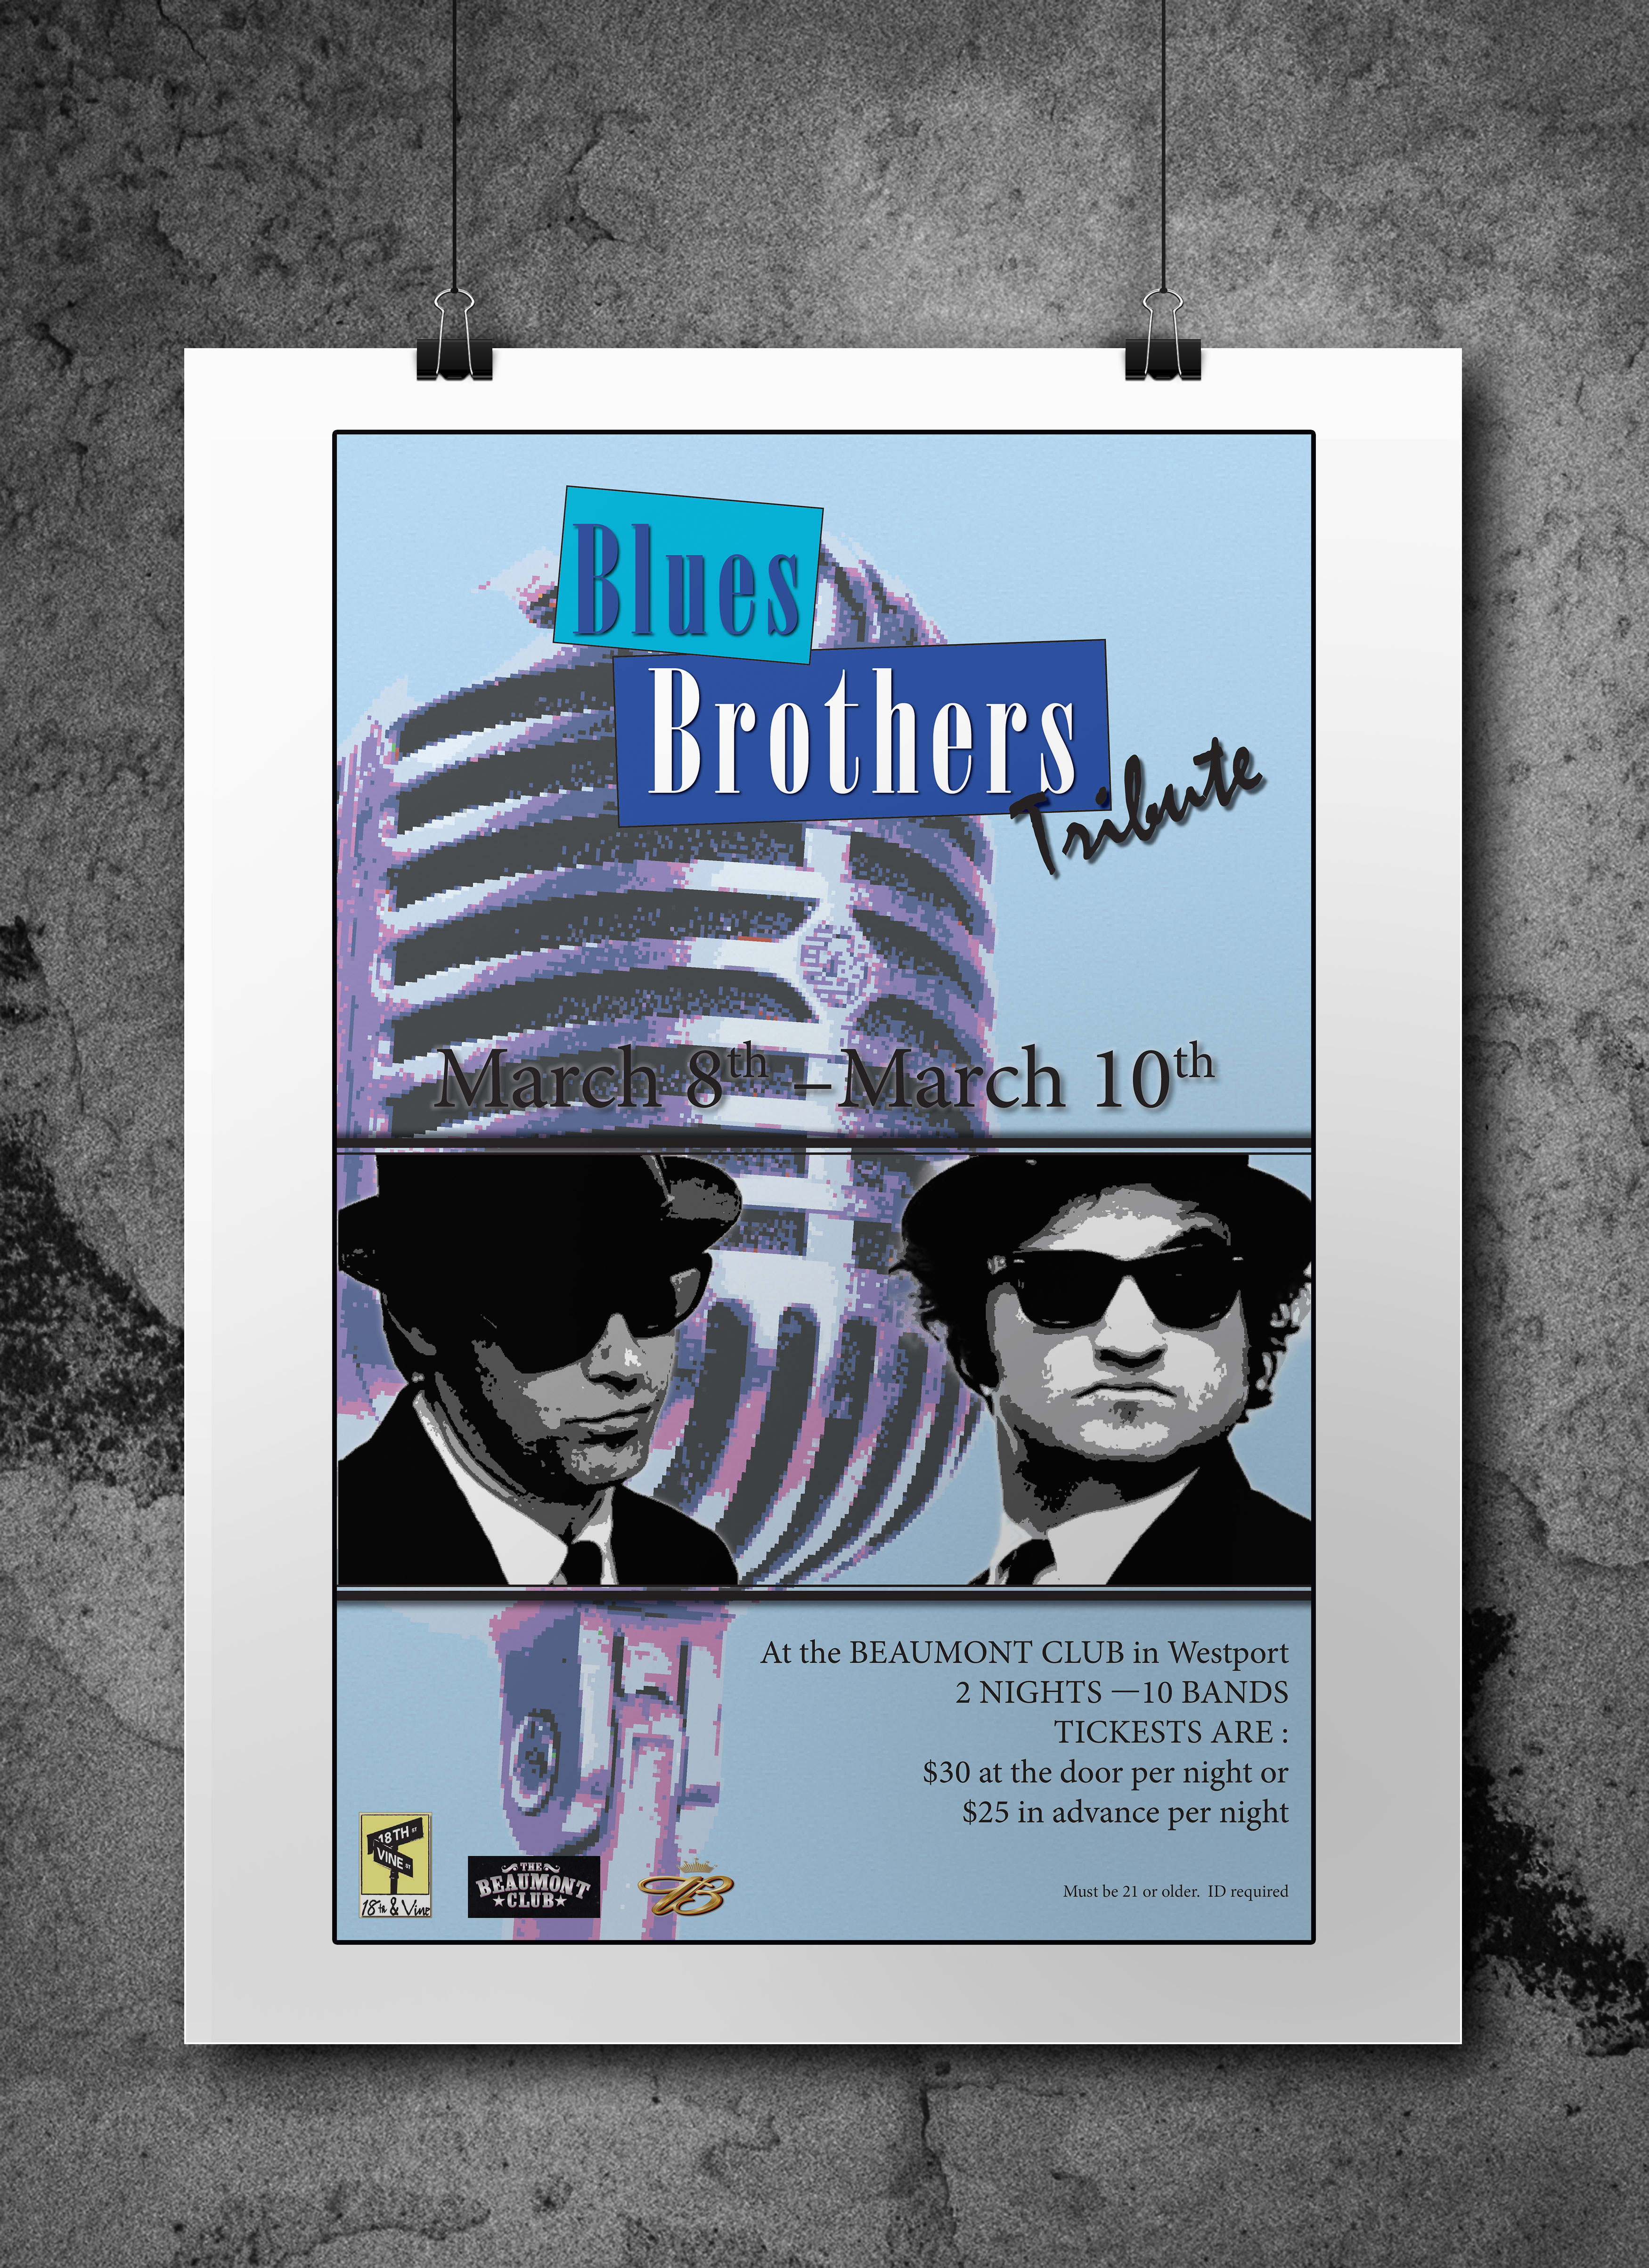 Blues
Brothers
Tribute
March 8th – March 10th
At the BEAUMONT CLUB in Westport
2 NIGHTS —10 BANDS
TICKESTS ARE :
$30 at the door per night or
$25 in advance per night
Must be 21 or older. ID required
18TH ST
VINE ST
18th & Vine
THE
BEAUMONT
CLUB
B